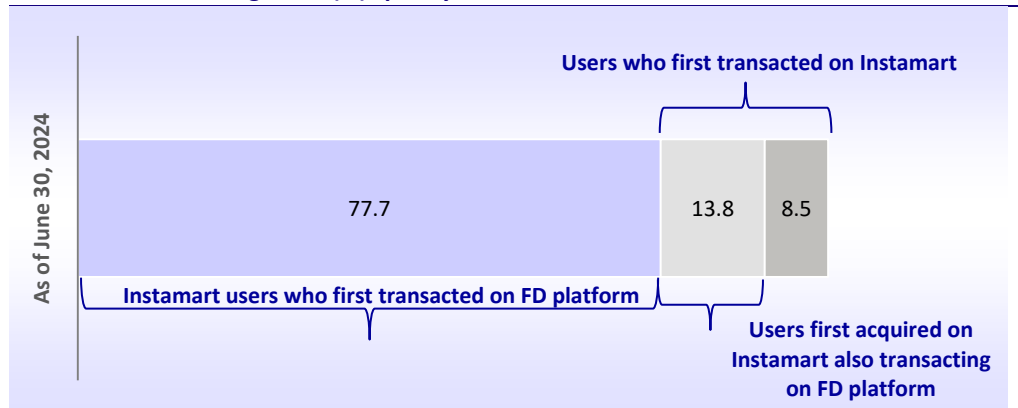 Users who first transacted on Instamart
As of June 30, 2024
77.7
13.8
8.5
Instamart users who first transacted on FD platform
Users first acquired on
Instamart also transacting
on FD platform